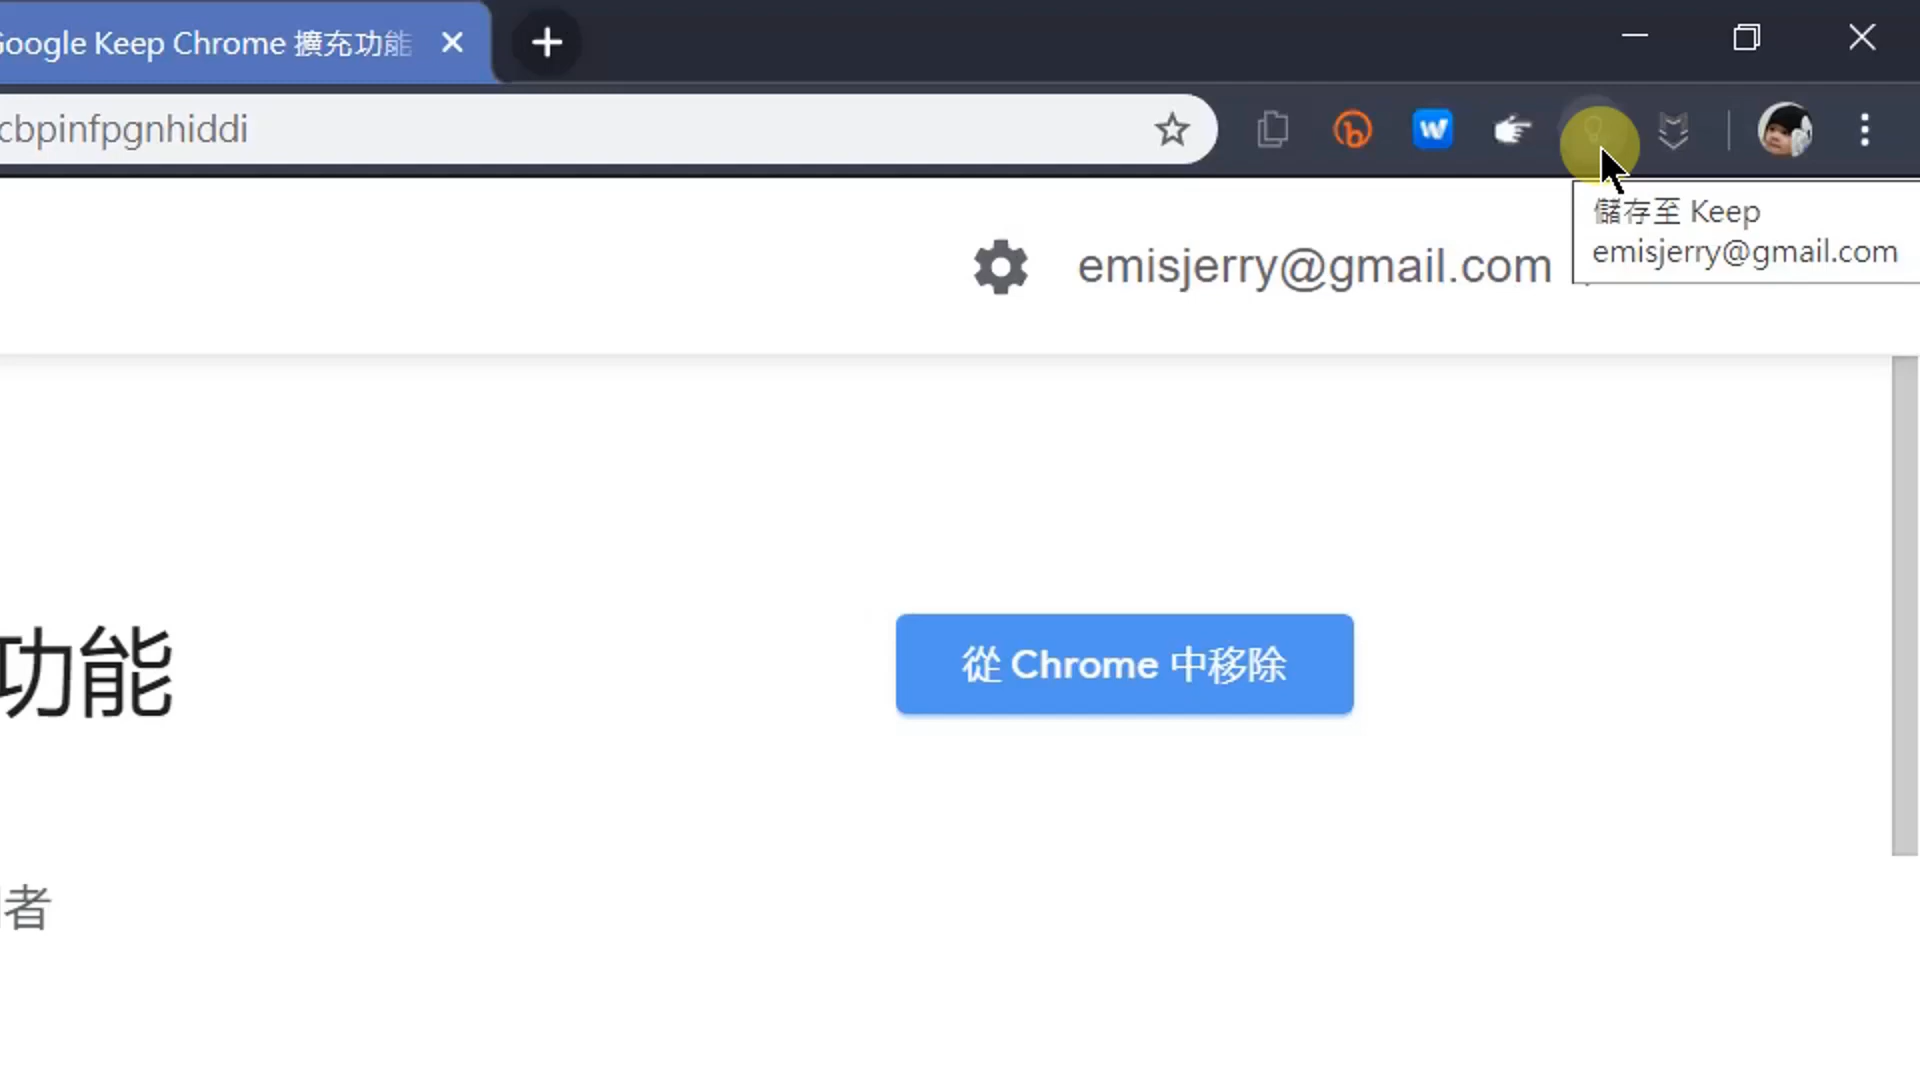 Google Keep Chrome 擴充功能
cbpinfpgnhiddi
儲存至 Keep
emisjerry@gmail.com
emisjerry@gmail.com
功能
從 Chrome 中移除
者